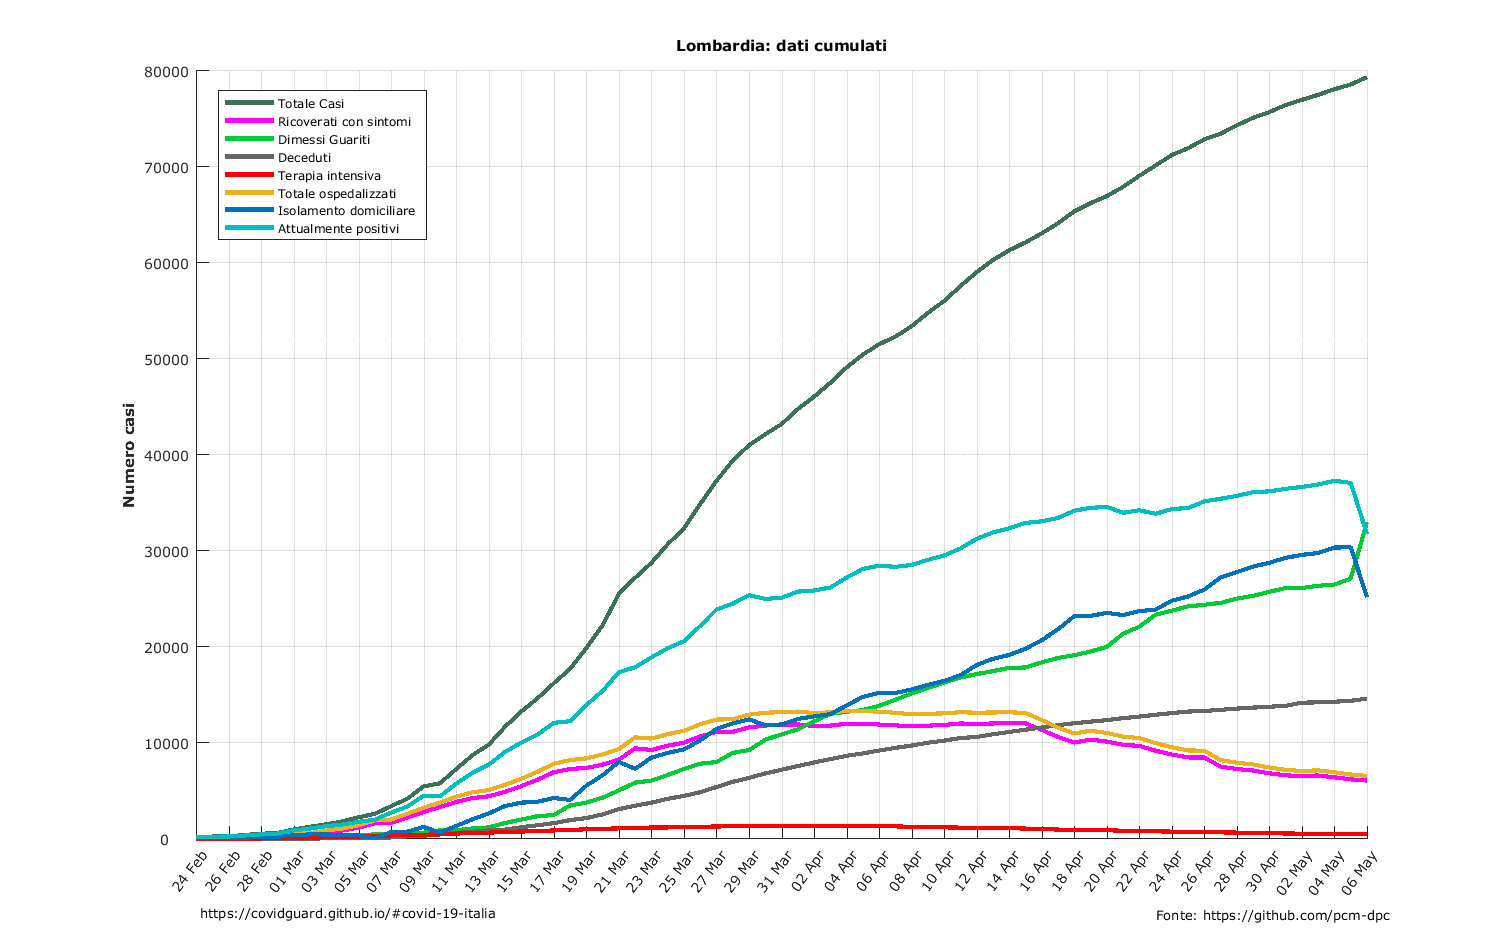 Lombardia: dati cumulati
80000
70000
60000
50000
40000
30000
20000
10000
0
Numero casi
Totale Casi
Ricoverati con sintomi
Dimessi Guariti
Deceduti
Terapia intensiva
Totale ospedalizzati
Isolamento domiciliare
Attualmente positivi
24 Feb
26 Feb
28 Feb
01 Mar
03 Mar
05 Mar
07 Mar
09 Mar
11 Mar
13 Mar
15 Mar
17 Mar
19 Mar
21 Mar
23 Mar
25 Mar
27 Mar
29 Mar
31 Mar
02 Apr
04 Apr
06 Apr
08 Apr
10 Apr
12 Apr
14 Apr
16 Apr
18 Apr
20 Apr
22 Apr
24 Apr
26 Apr
28 Apr
30 Apr
02 May
04 May
06 May
https://covidguard.github.io/#covid-19-italia
Fonte: https://github.com/pcm-dpc